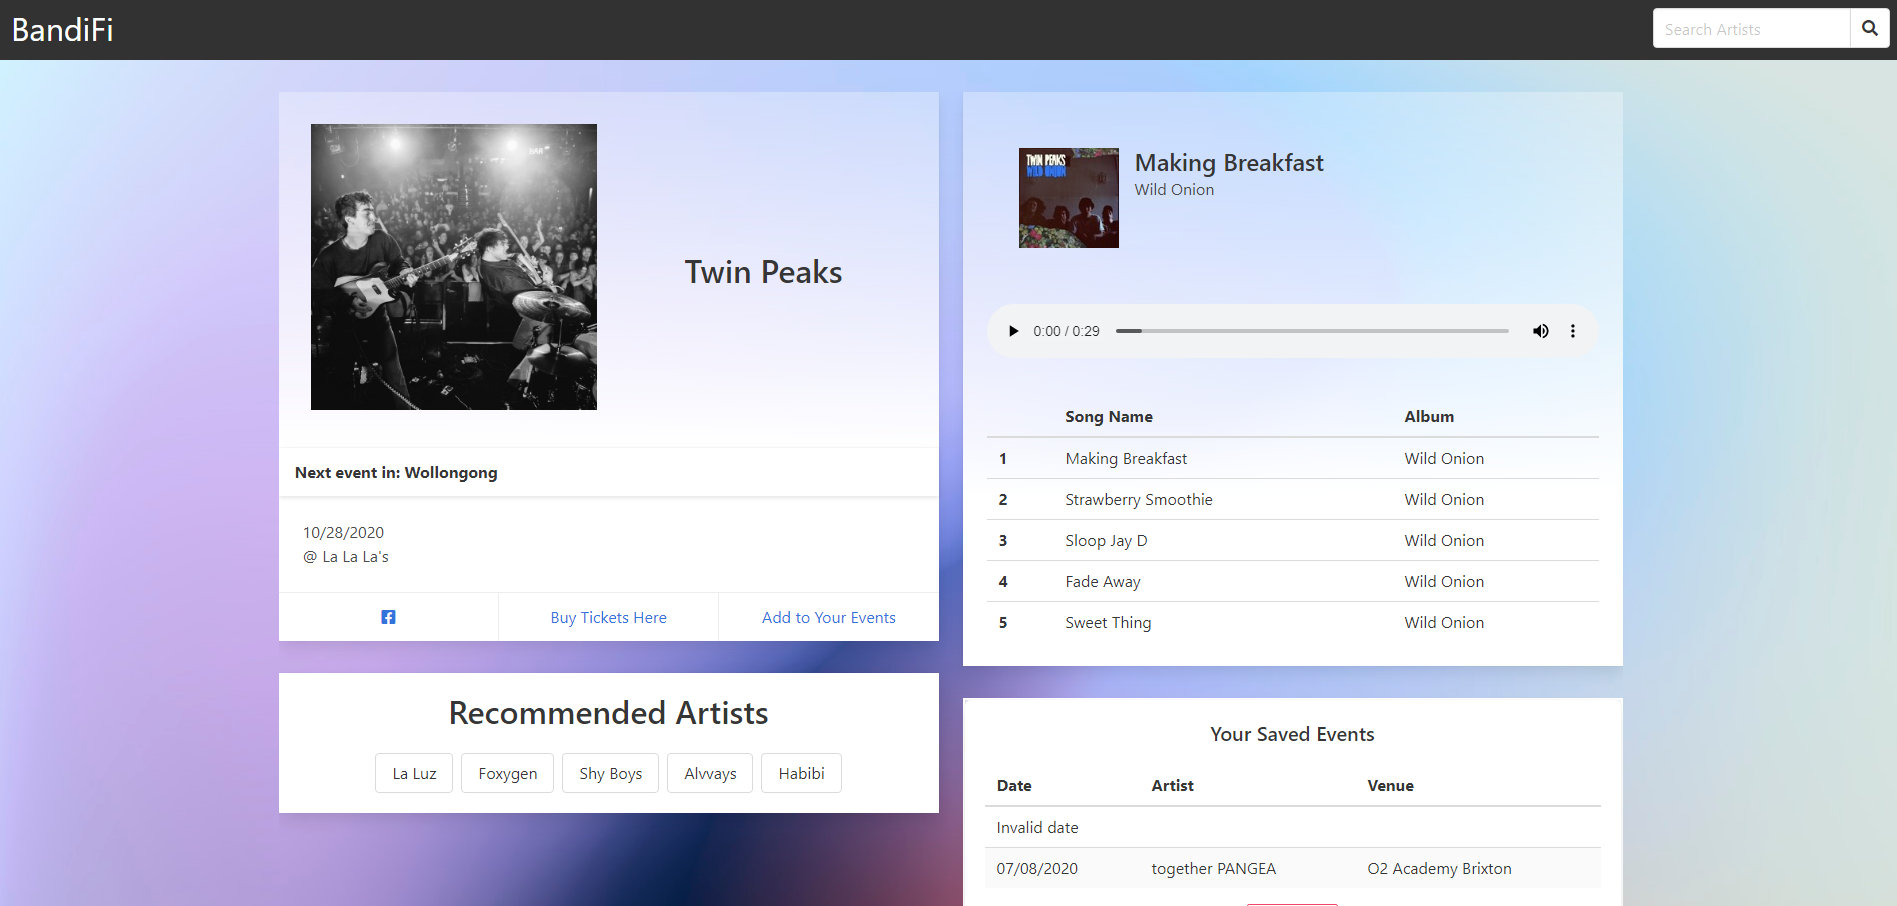 BandiFi
Search Artists
Twin Peaks
Next event in: Wollongong
10/28/2020
@ La La La's
Buy Tickets Here
Add to Your Events
Recommended Artists
La Luz
Foxygen
Shy Boys
Alvvays
Habibi
TWIN PEAKS
WILD ONION
Making Breakfast
Wild Onion
0:00 / 0:29
Song Name Album
1 Making Breakfast Wild Onion
2 Strawberry Smoothie Wild Onion
3 Sloop Jay D Wild Onion
4 Fade Away Wild Onion
5 Sweet Thing Wild Onion
Your Saved Events
Date Artist Venue
Invalid date
07/08/2020 together PANGEA O2 Academy Brixton